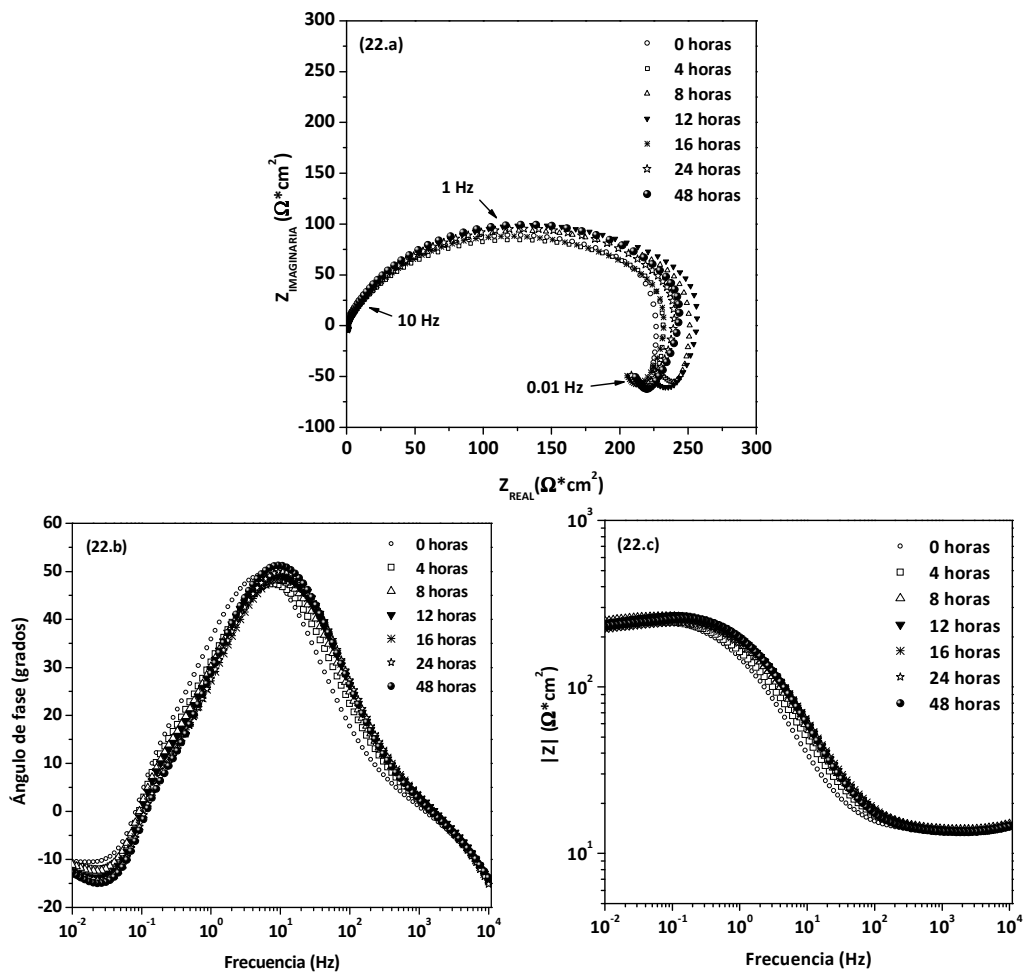 (22.a)
0 horas
4 horas
8 horas
12 horas
16 horas
24 horas
48 horas
1 Hz
10 Hz
0.01 Hz
300
250
200
150
100
50
0
-50
-100
0 50 100 150 200 250 300
Z_IMAGINARIA (Ω*cm²)
Z_REAL(Ω*cm²)
(22.b)
0 horas
4 horas
8 horas
12 horas
16 horas
24 horas
48 horas
60
50
40
30
20
10
0
-10
-20
10⁻² 10⁻¹ 10⁰ 10¹ 10² 10³ 10⁴
Ángulo de fase (grados)
Frecuencia (Hz)
(22.c)
0 horas
4 horas
8 horas
12 horas
16 horas
24 horas
48 horas
10³
10²
10¹
10⁻² 10⁻¹ 10⁰ 10¹ 10² 10³ 10⁴
|Z| (Ω*cm²)
Frecuencia (Hz)